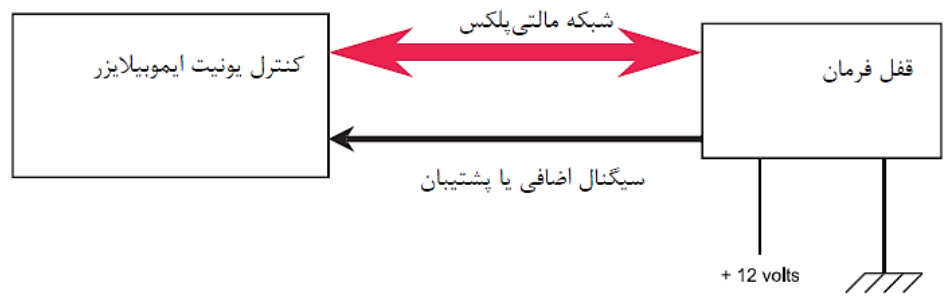 شبکه مالتی‌پلکس
کنترل یونیت ایموبیلایزر
قفل فرمان
سیگنال اضافی یا پشتیبان
+ 12 volts